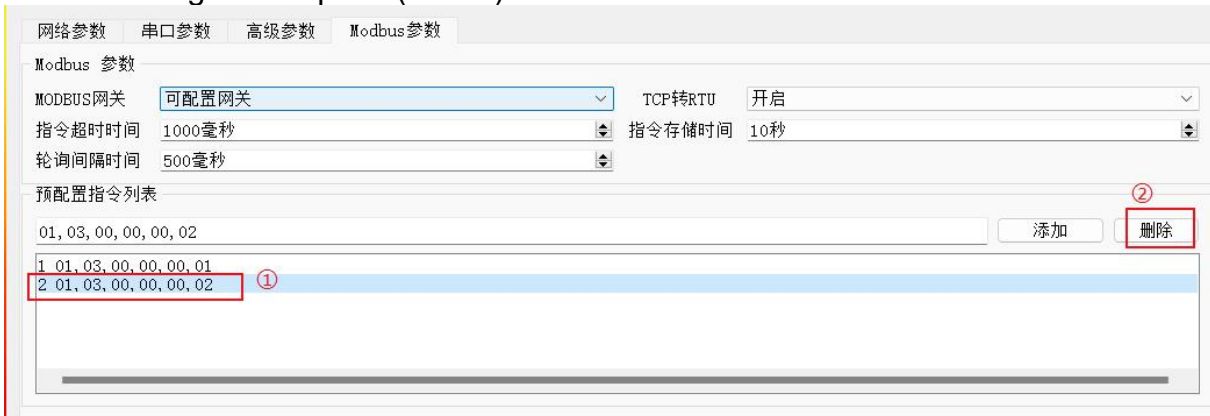 网络参数 串口参数 高级参数 Modbus参数
Modbus 参数
MODBUS网关 可配置网关 TCP转RTU 开启
指令超时时间 1000毫秒 指令存储时间 10秒
轮询间隔时间 500毫秒
预配置指令列表
②
01,03,00,00,00,02 添加 删除
1 01,03,00,00,00,01
2 01,03,00,00,00,02 ①